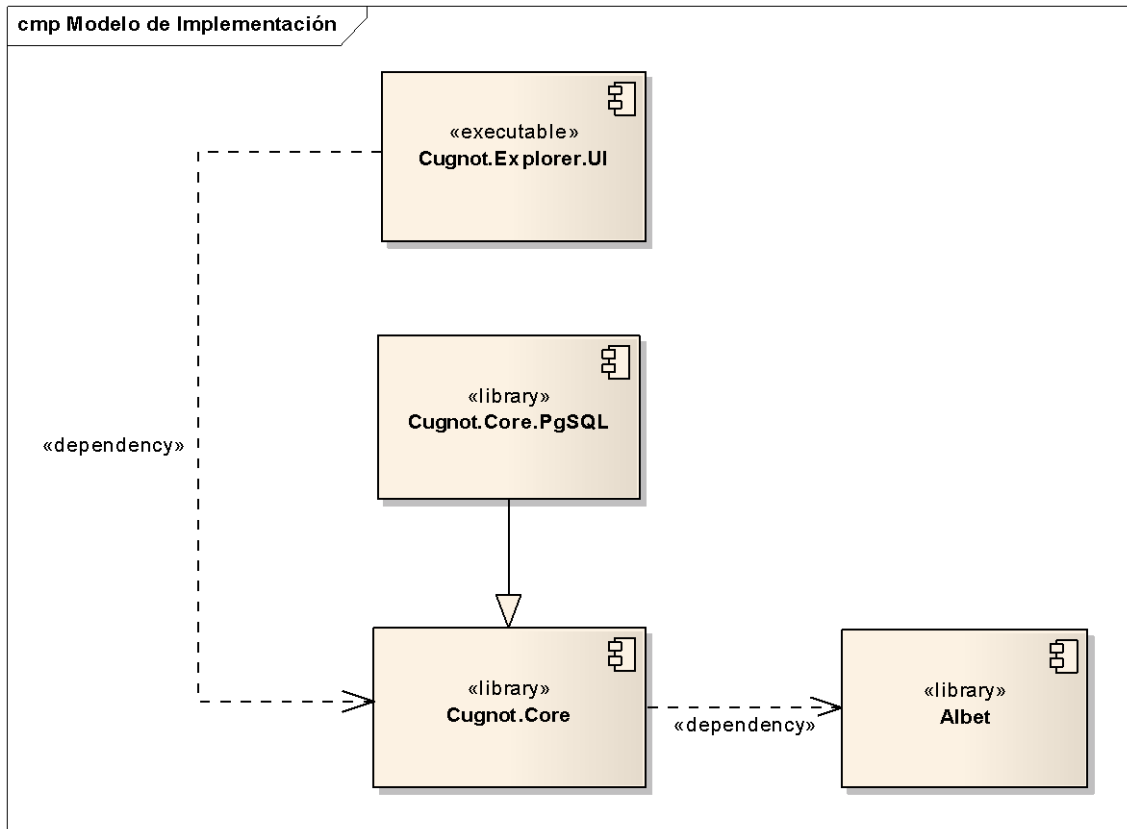 cmp Modelo de Implementación
«executable»
Cugnot.Explorer.UI
«library»
Cugnot.Core.PgSQL
«dependency»
«library»
Cugnot.Core
«dependency»
«library»
Albet